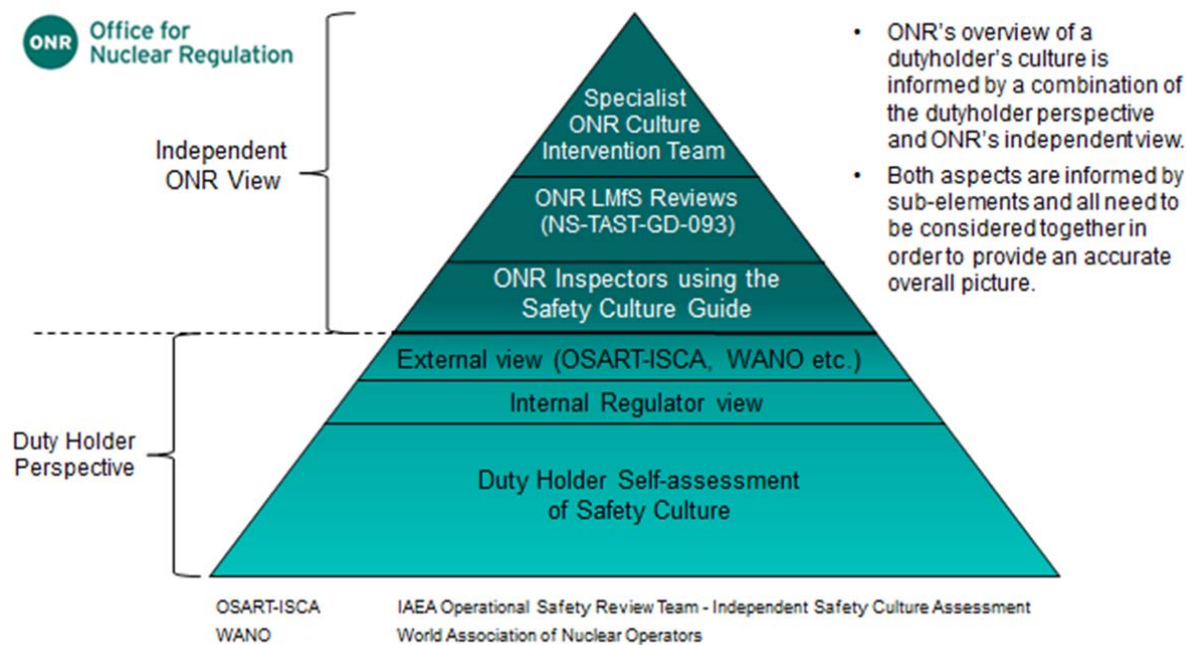 ONR
Office for
Nuclear Regulation
Independent
ONR View
Duty Holder
Perspective
Specialist
ONR Culture
Intervention Team
ONR LMfS Reviews
(NS-TAST-GD-093)
ONR Inspectors using the
Safety Culture Guide
External view (OSART-ISCA, WANO etc.)
Internal Regulator view
Duty Holder Self-assessment
of Safety Culture
• ONR's overview of a
dutyholder's culture is
informed by a combination of
the dutyholder perspective
and ONR's independent view.
• Both aspects are informed by
sub-elements and all need to
be considered together in
order to provide an accurate
overall picture.
OSART-ISCA IAEA Operational Safety Review Team - Independent Safety Culture Assessment
WANO World Association of Nuclear Operators